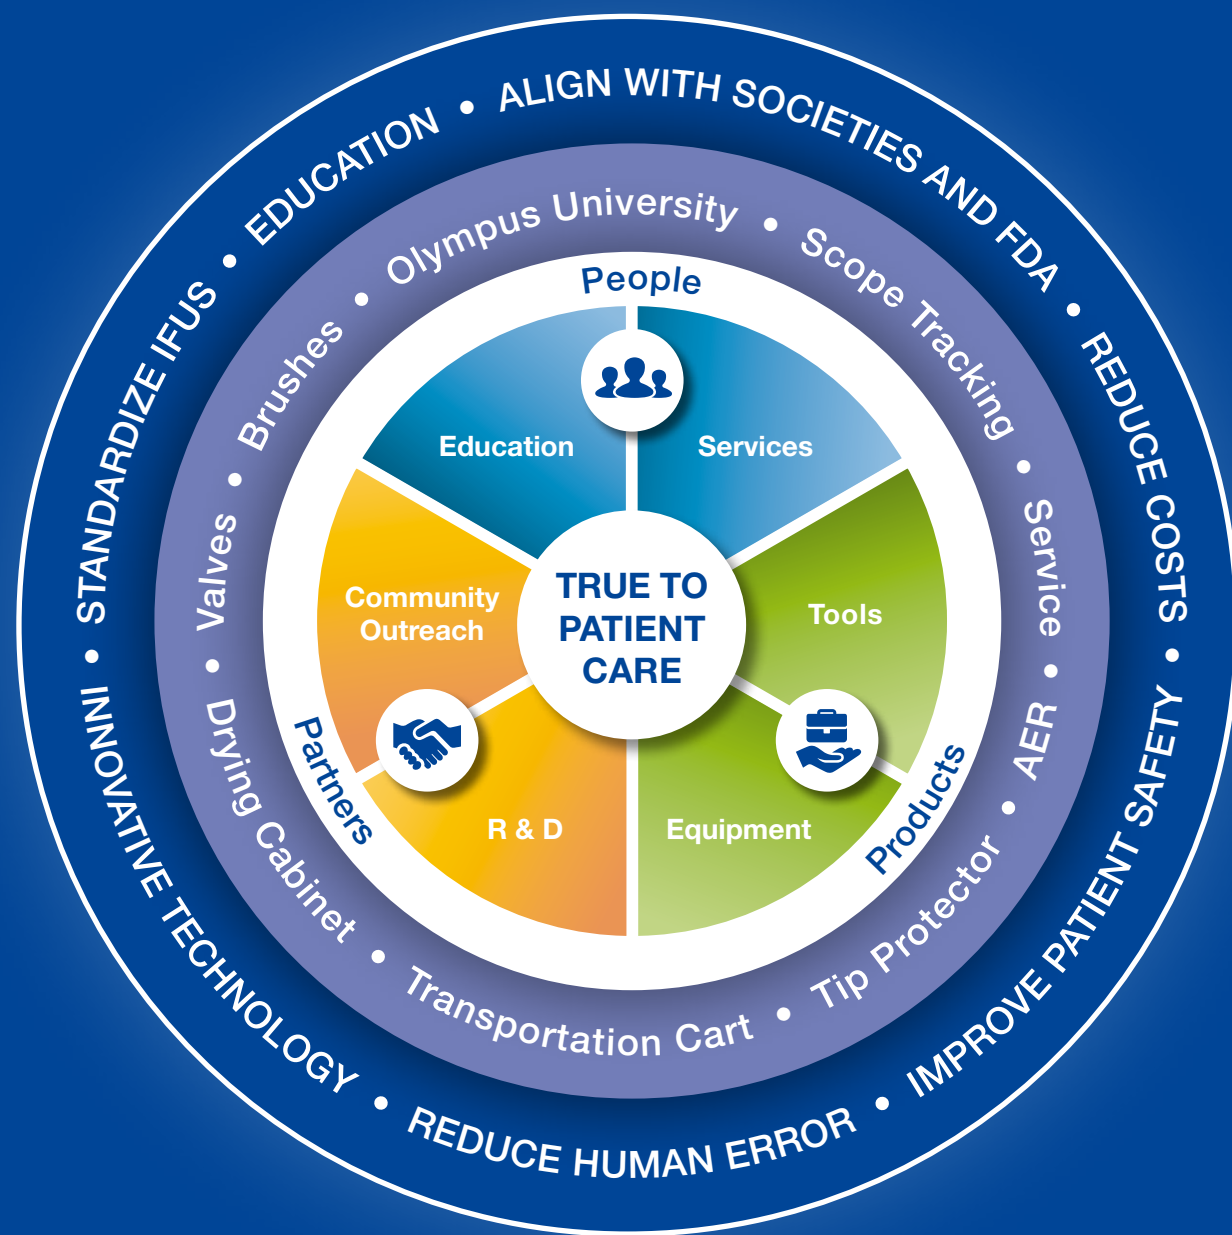 ALIGN WITH SOCIETIES AND FDA • REDUCE COSTS • IMPROVE PATIENT SAFETY • REDUCE HUMAN ERROR • INNOVATIVE TECHNOLOGY • STANDARDIZE IFUS • EDUCATION •
Olympus University • Scope Tracking • Service • AER • Tip Protector • Transportation Cart • Drying Cabinet • Valves • Brushes •
People
Education
Services
Community
Outreach
TRUE TO
PATIENT
CARE
Tools
Partners
Products
R & D
Equipment